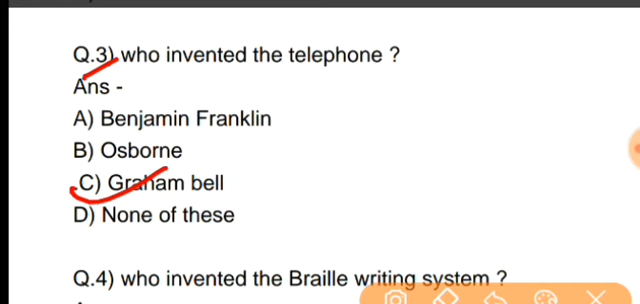 Q.3) who invented the telephone ?
Ans -
A) Benjamin Franklin
B) Osborne
C) Graham bell
D) None of these
Q.4) who invented the Braille writing system ?